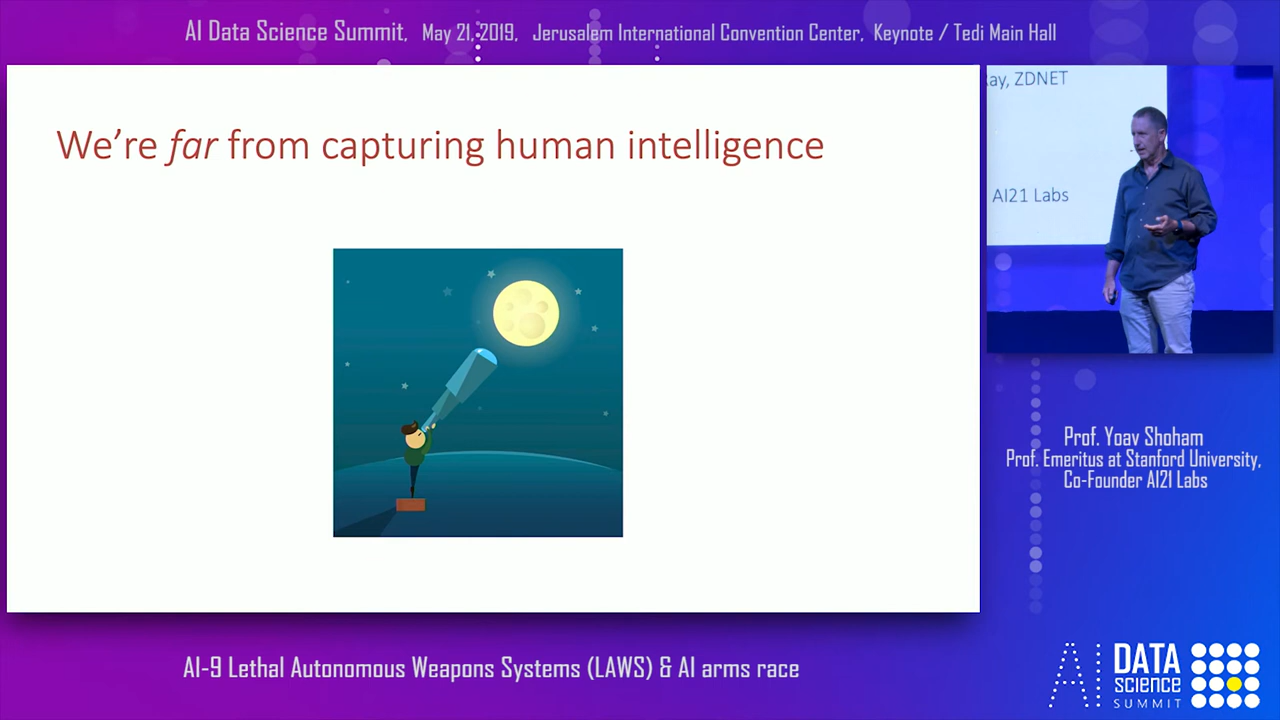 AI Data Science Summit, May 21, 2019, Jerusalem International Convention Center, Keynote / Tedi Main Hall
We're far from capturing human intelligence
ZDNET
AI21 Labs
Prof. Yoav Shoham
Prof. Emeritus at Stanford University,
Co-Founder AI21 Labs
AI-9 Lethal Autonomous Weapons Systems (LAWS) & AI arms race
AI DATA
SCIENCE
SUMMIT